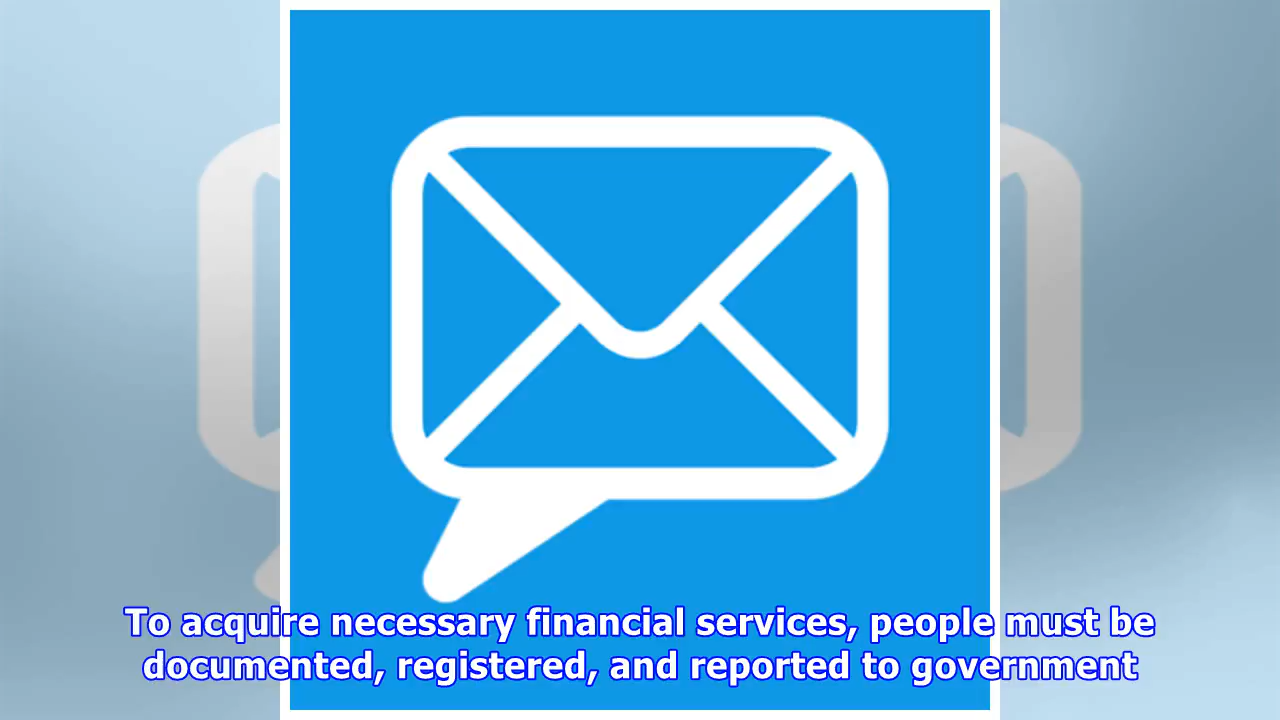 To acquire necessary financial services, people must be
documented, registered, and reported to government